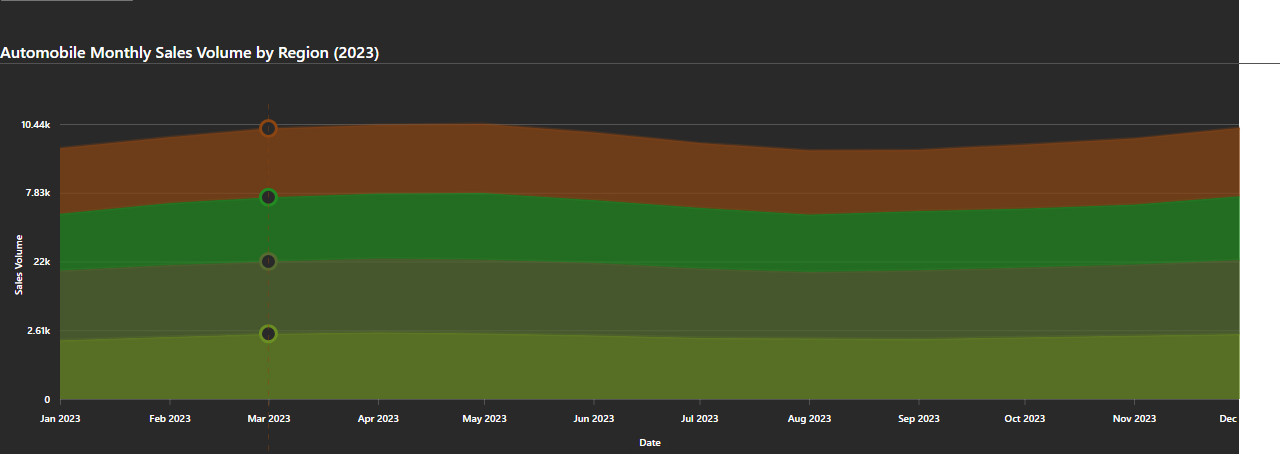 Automobile Monthly Sales Volume by Region (2023)
10.44k
7.83k
22k
2.61k
0
Sales Volume
Jan 2023 Feb 2023 Mar 2023 Apr 2023 May 2023 Jun 2023 Jul 2023 Aug 2023 Sep 2023 Oct 2023 Nov 2023 Dec
Date